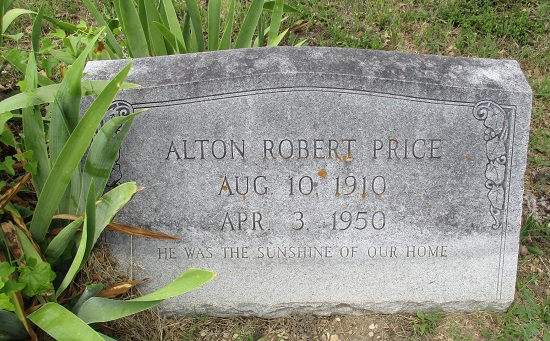 ALTON ROBERT PRICE
AUG 10, 1910
APR. 3, 1950
HE WAS THE SUNSHINE OF OUR HOME